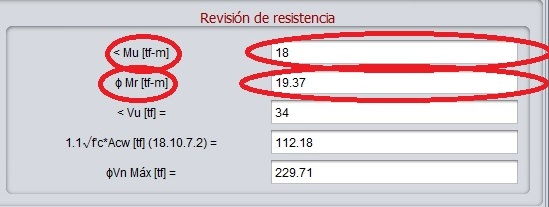 Revisión de resistencia
< Mu [tf-m] 18
ϕ Mr [tf-m] 19.37
< Vu [tf] = 34
1.1√f'c*Acw [tf] (18.10.7.2) = 112.18
ϕVn Máx [tf] = 229.71